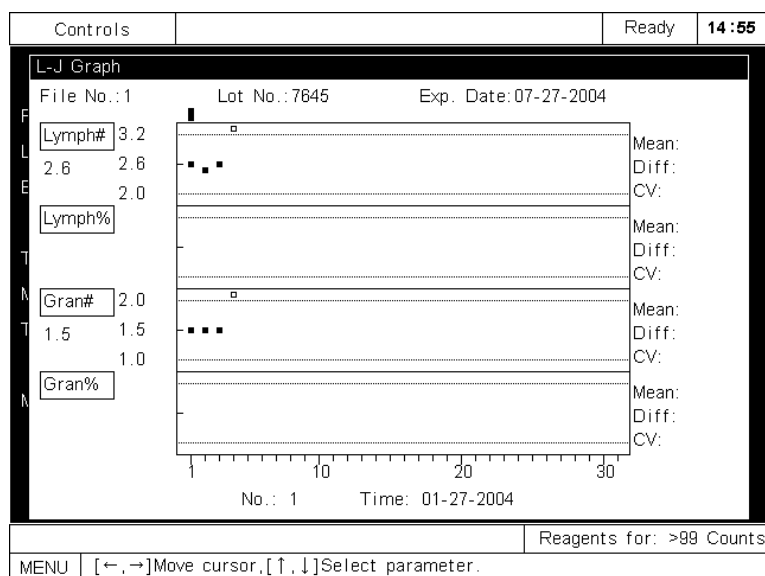 Controls Ready 14:55
L-J Graph
File No.:1 Lot No.:7645 Exp. Date:07-27-2004
F
Lymph# 3.2
Mean:
L
2.6 2.6
Diff:
E
2.0
CV:
Lymph%
Mean:
Diff:
T
CV:
M
Gran# 2.0
Mean:
T
1.5 1.5
Diff:
1.0
CV:
Gran%
Mean:
M
Diff:
CV:
1 10 20 30
No.: 1 Time: 01-27-2004
Reagents for: >99 Counts
MENU [←,→]Move cursor,[↑,↓]Select parameter.